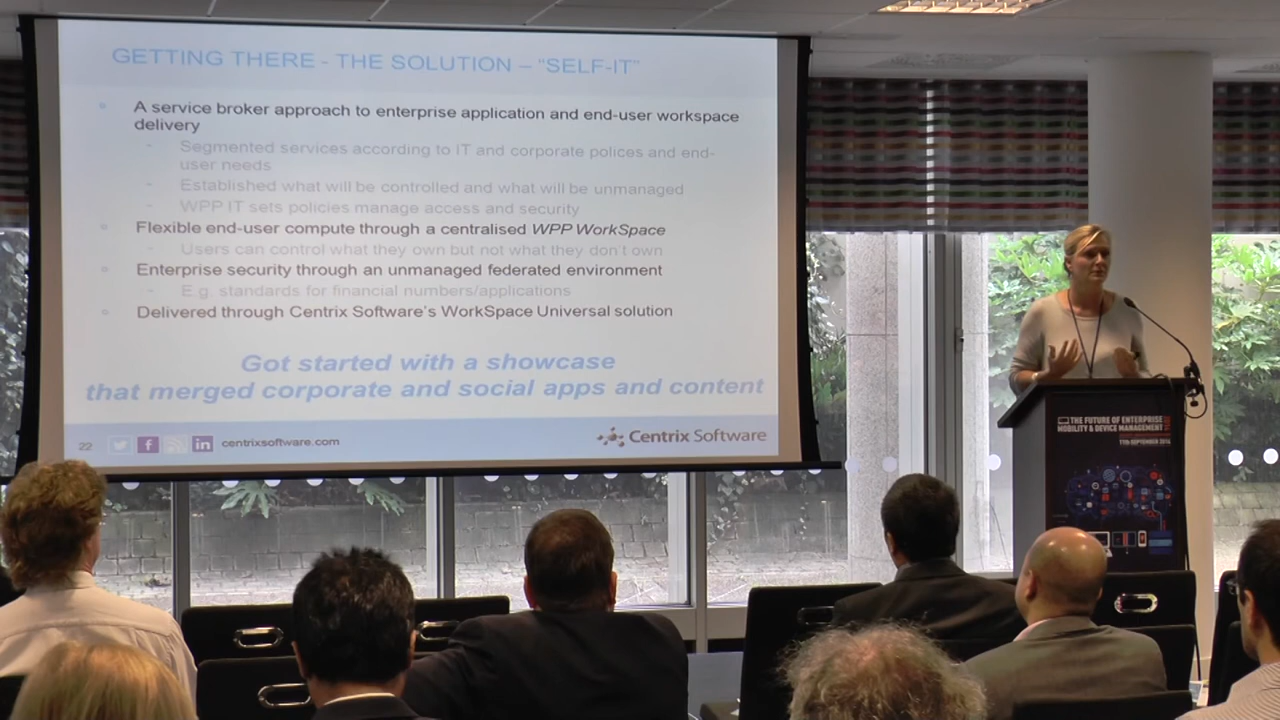 GETTING THERE - THE SOLUTION – "SELF-IT"
A service broker approach to enterprise application and end-user workspace
delivery
- Segmented services according to IT and corporate polices and end-
user needs
- Established what will be controlled and what will be unmanaged
- WPP IT sets policies manage access and security
Flexible end-user compute through a centralised WPP WorkSpace
- Users can control what they own but not what they don't own
Enterprise security through an unmanaged federated environment
- E.g. standards for financial numbers/applications
Delivered through Centrix Software's WorkSpace Universal solution
Got started with a showcase
that merged corporate and social apps and content
22 f in centrixsoftware.com Centrix Software
THE FUTURE OF ENTERPRISE
MOBILITY & DEVICE MANAGEMENT
11th SEPTEMBER 2014